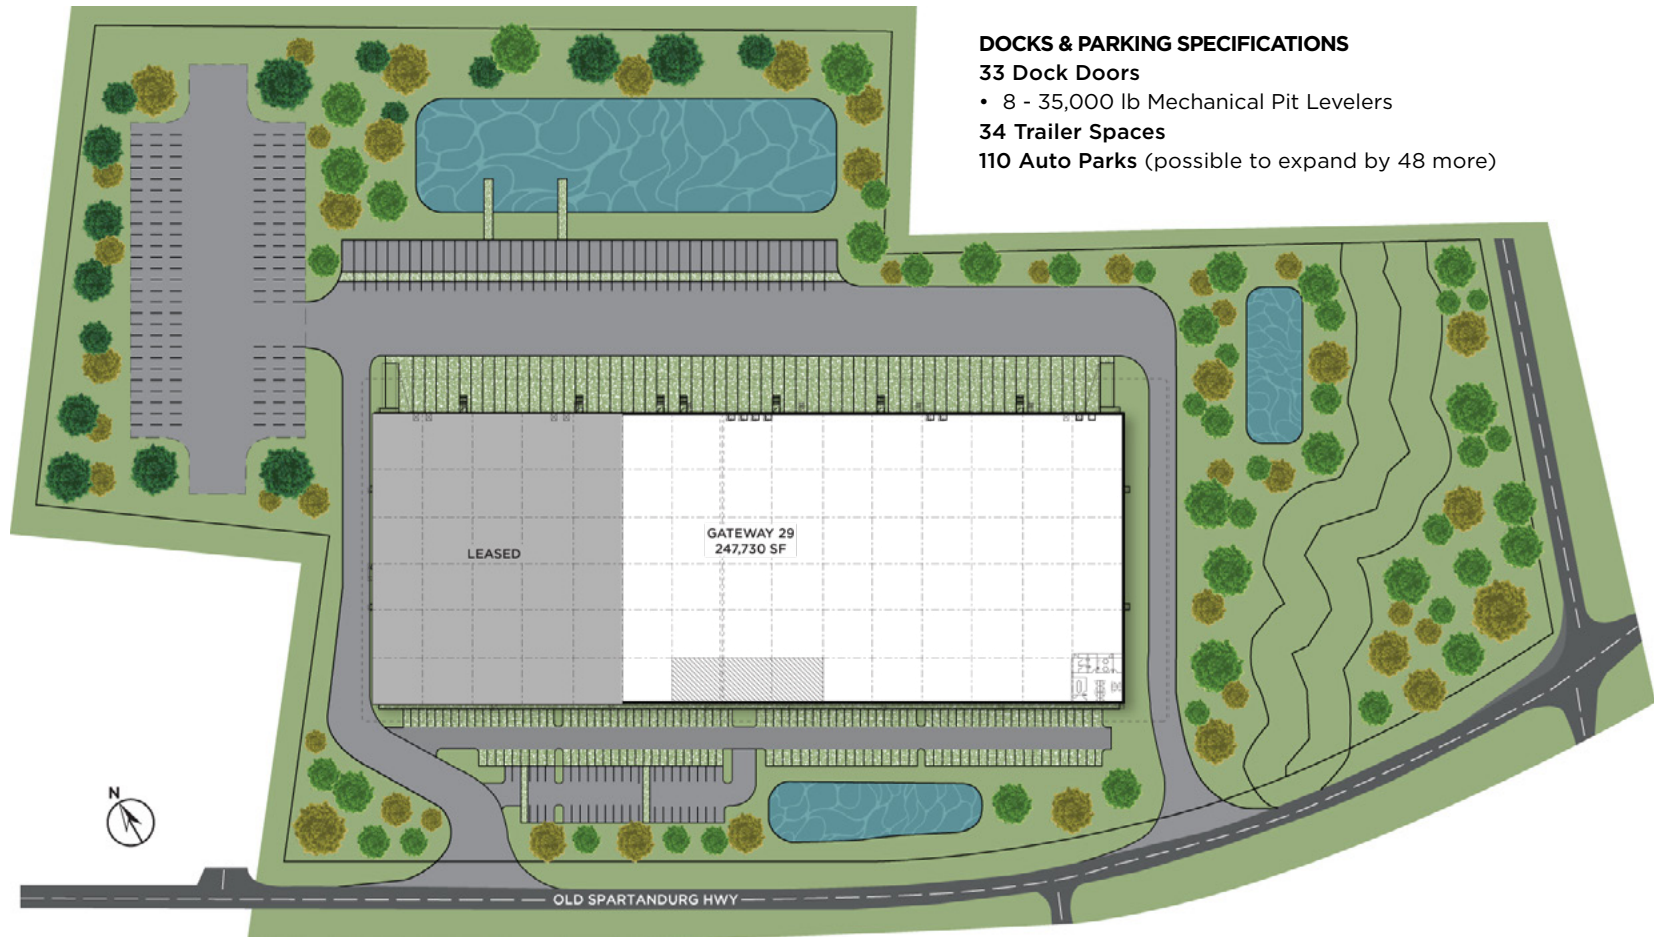 DOCKS & PARKING SPECIFICATIONS
33 Dock Doors
• 8 - 35,000 lb Mechanical Pit Levelers
34 Trailer Spaces
110 Auto Parks (possible to expand by 48 more)
GATEWAY 29
247,730 SF
LEASED
N
OLD SPARTANDURG HWY